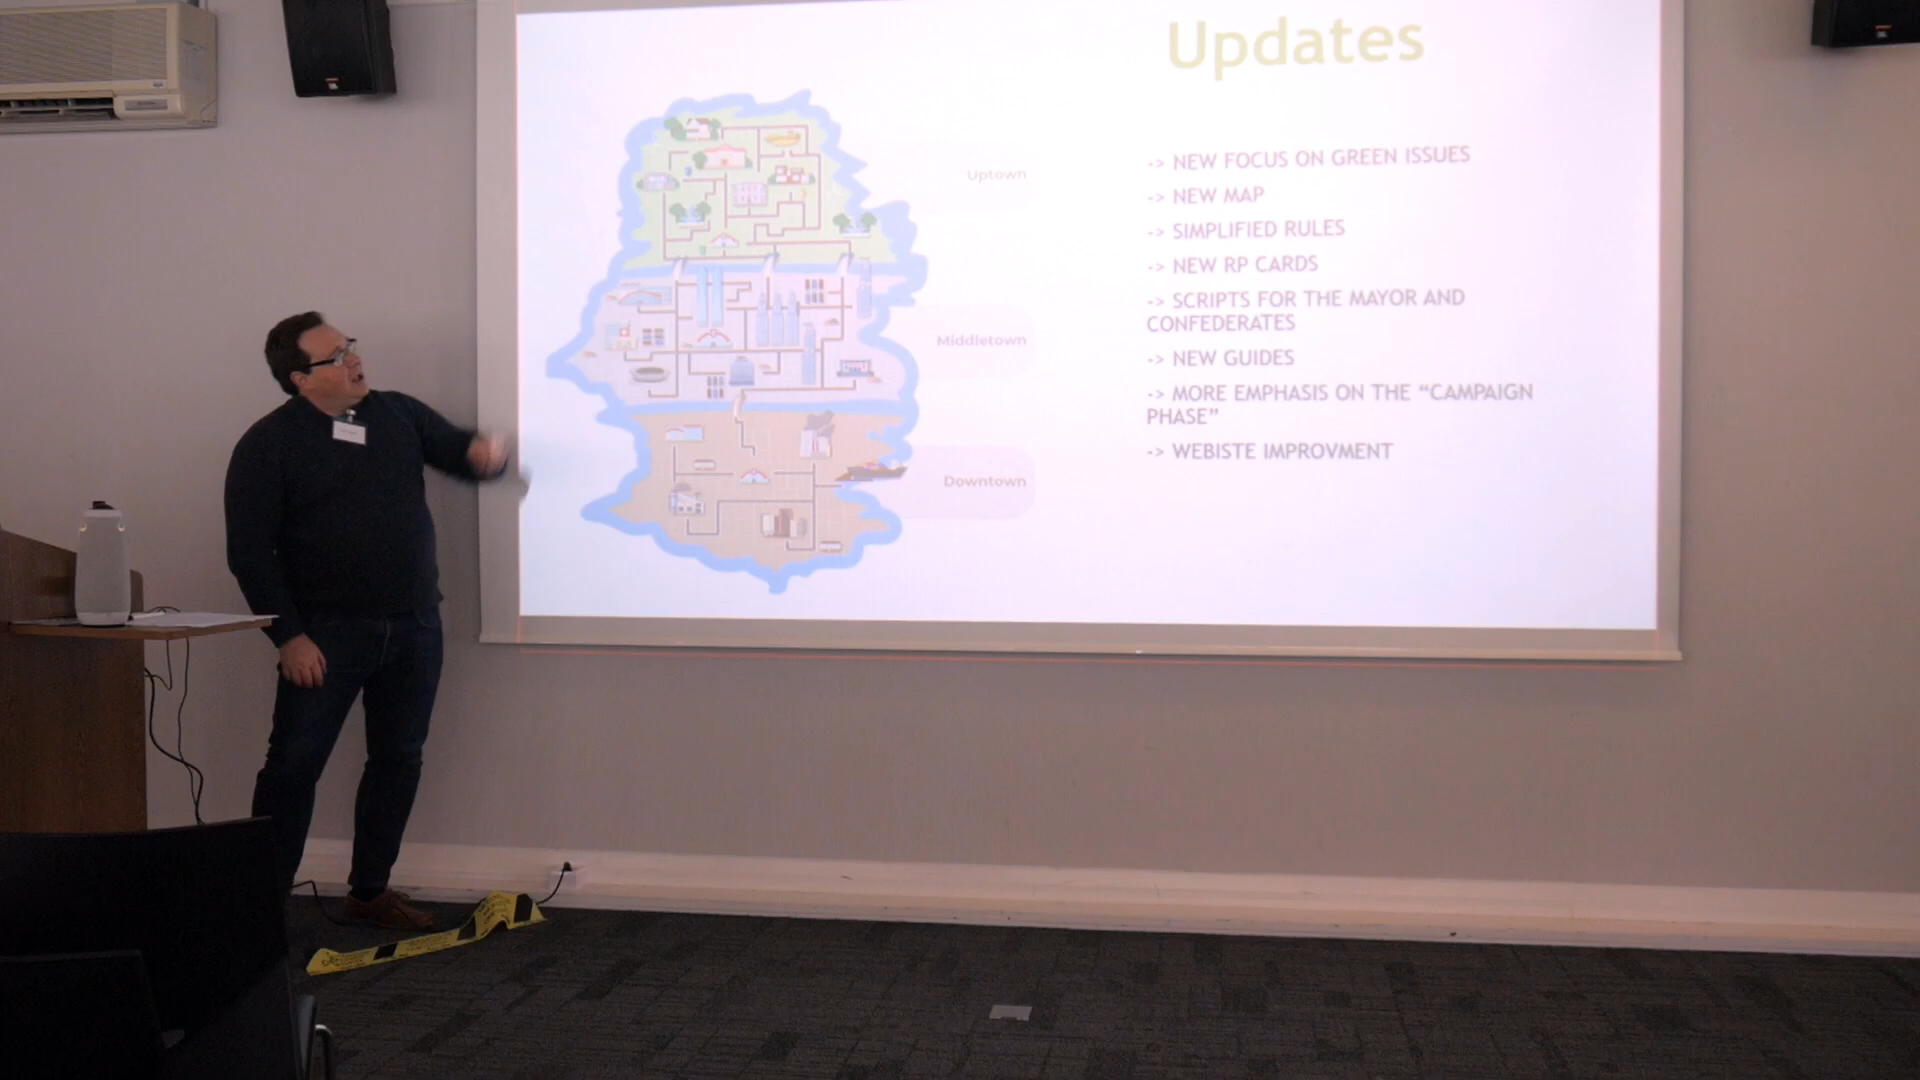 Updates
Uptown
Middletown
Downtown
-> NEW FOCUS ON GREEN ISSUES
-> NEW MAP
-> SIMPLIFIED RULES
-> NEW RP CARDS
-> SCRIPTS FOR THE MAYOR AND
CONFEDERATES
-> NEW GUIDES
-> MORE EMPHASIS ON THE “CAMPAIGN
PHASE”
-> WEBISTE IMPROVMENT